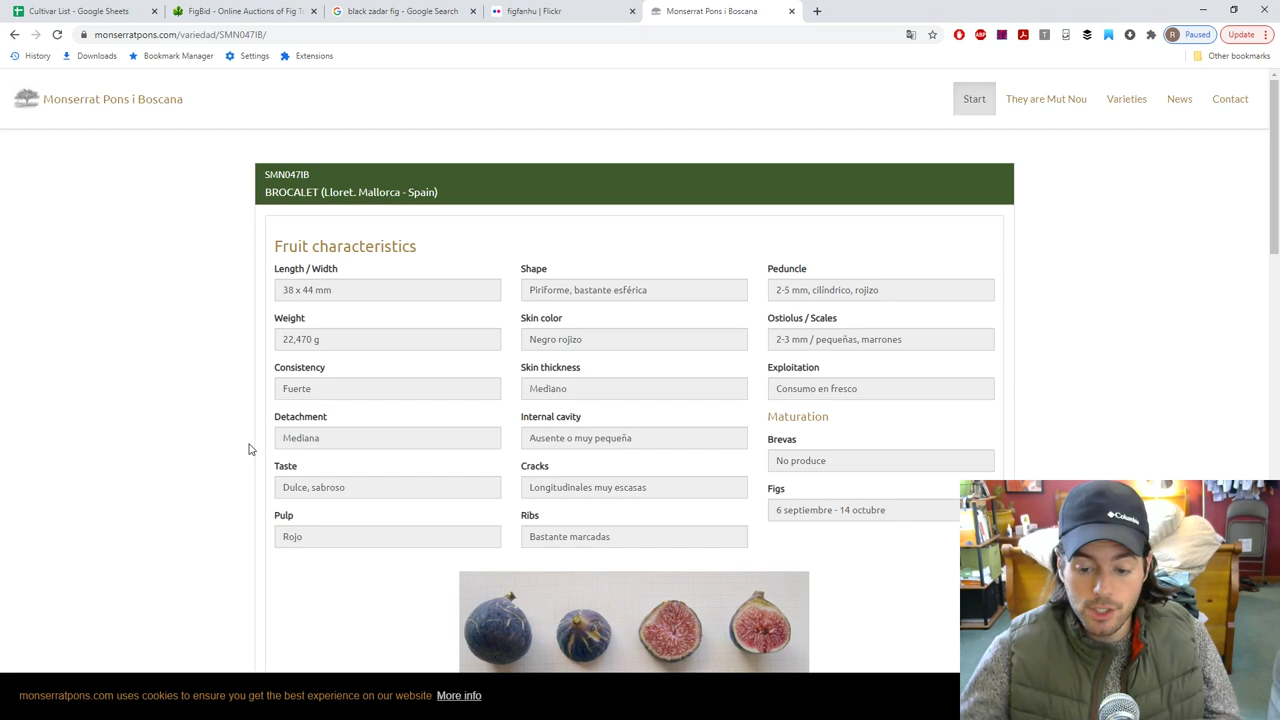 Cultivar List - Google Sheets
FigBid - Online Auctions of Fig T
black zadar fig - Google Search
figfanhu | Flickr
Monserrat Pons i Boscana
monserratpons.com/variedad/SMN047IB/
Paused
Update
History
Downloads
Bookmark Manager
Settings
Extensions
Other bookmarks
Monserrat Pons i Boscana
Start
They are Mut Nou
Varieties
News
Contact
SMN047IB
BROCALET (Lloret. Mallorca - Spain)
Fruit characteristics
Length / Width
Shape
Peduncle
38 x 44 mm
Piriforme, bastante esférica
2-5 mm, cilíndrico, rojizo
Weight
Skin color
Ostiolus / Scales
22,470 g
Negro rojizo
2-3 mm / pequeñas, marrones
Consistency
Skin thickness
Exploitation
Fuerte
Mediano
Consumo en fresco
Detachment
Internal cavity
Maturation
Mediana
Ausente o muy pequeña
Brevas
No produce
Taste
Cracks
Figs
Dulce, sabroso
Longitudinales muy escasas
6 septiembre - 14 octubre
Pulp
Ribs
Rojo
Bastante marcadas
Columbia
monserratpons.com uses cookies to ensure you get the best experience on our website More info